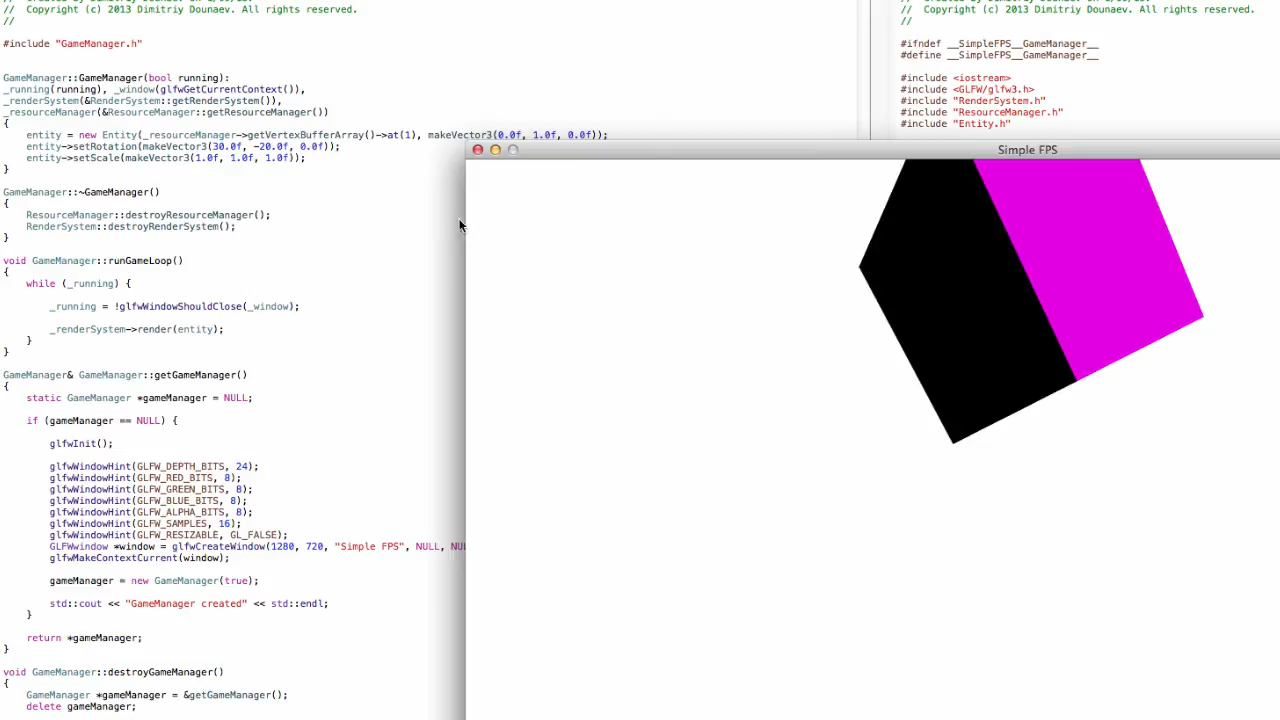 //  Copyright (c) 2013 Dimitriy Dounaev. All rights reserved.
//
#include "GameManager.h"
GameManager::GameManager(bool running):
_running(running), _window(glfwGetCurrentContext()),
_renderSystem(&RenderSystem::getRenderSystem()),
_resourceManager(&ResourceManager::getResourceManager())
{
entity = new Entity(_resourceManager->getVertexBufferArray()->at(1), makeVector3(0.0f, 1.0f, 0.0f));
entity->setRotation(makeVector3(30.0f, -20.0f, 0.0f));
entity->setScale(makeVector3(1.0f, 1.0f, 1.0f));
}
GameManager::~GameManager()
{
ResourceManager::destroyResourceManager();
RenderSystem::destroyRenderSystem();
}
void GameManager::runGameLoop()
{
while (_running) {
_running = !glfwWindowShouldClose(_window);
_renderSystem->render(entity);
}
}
GameManager& GameManager::getGameManager()
{
static GameManager *gameManager = NULL;
if (gameManager == NULL) {
glfwInit();
glfwWindowHint(GLFW_DEPTH_BITS, 24);
glfwWindowHint(GLFW_RED_BITS, 8);
glfwWindowHint(GLFW_GREEN_BITS, 8);
glfwWindowHint(GLFW_BLUE_BITS, 8);
glfwWindowHint(GLFW_ALPHA_BITS, 8);
glfwWindowHint(GLFW_SAMPLES, 16);
glfwWindowHint(GLFW_RESIZABLE, GL_FALSE);
GLFWwindow *window = glfwCreateWindow(1280, 720, "Simple FPS", NULL,
glfwMakeContextCurrent(window);
gameManager = new GameManager(true);
std::cout << "GameManager created" << std::endl;
}
return *gameManager;
}
void GameManager::destroyGameManager()
{
GameManager *gameManager = &getGameManager();
delete gameManager;
//  Copyright (c) 2013 Dimitriy Dounaev. All rights reserved.
//
#ifndef __SimpleFPS__GameManager__
#define __SimpleFPS__GameManager__
#include <iostream>
#include <GLFW/glfw3.h>
#include "RenderSystem.h"
#include "ResourceManager.h"
#include "Entity.h"
Simple FPS